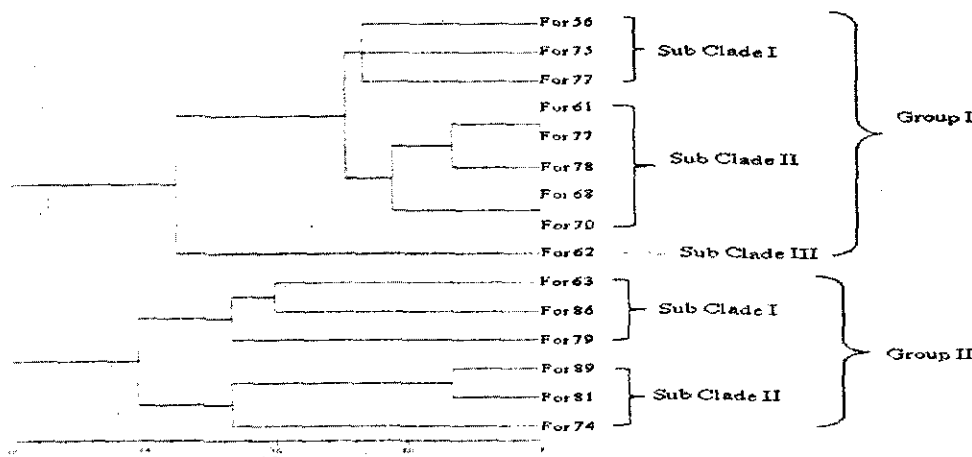 For 56
For 75
Sub Clade I
For 77
For 61
Group I
For 77
For 78
Sub Clade II
For 68
For 70
For 62
Sub Clade III
For 63
For 86
Sub Clade I
For 79
Group II
For 89
For 81
Sub Clade II
For 74